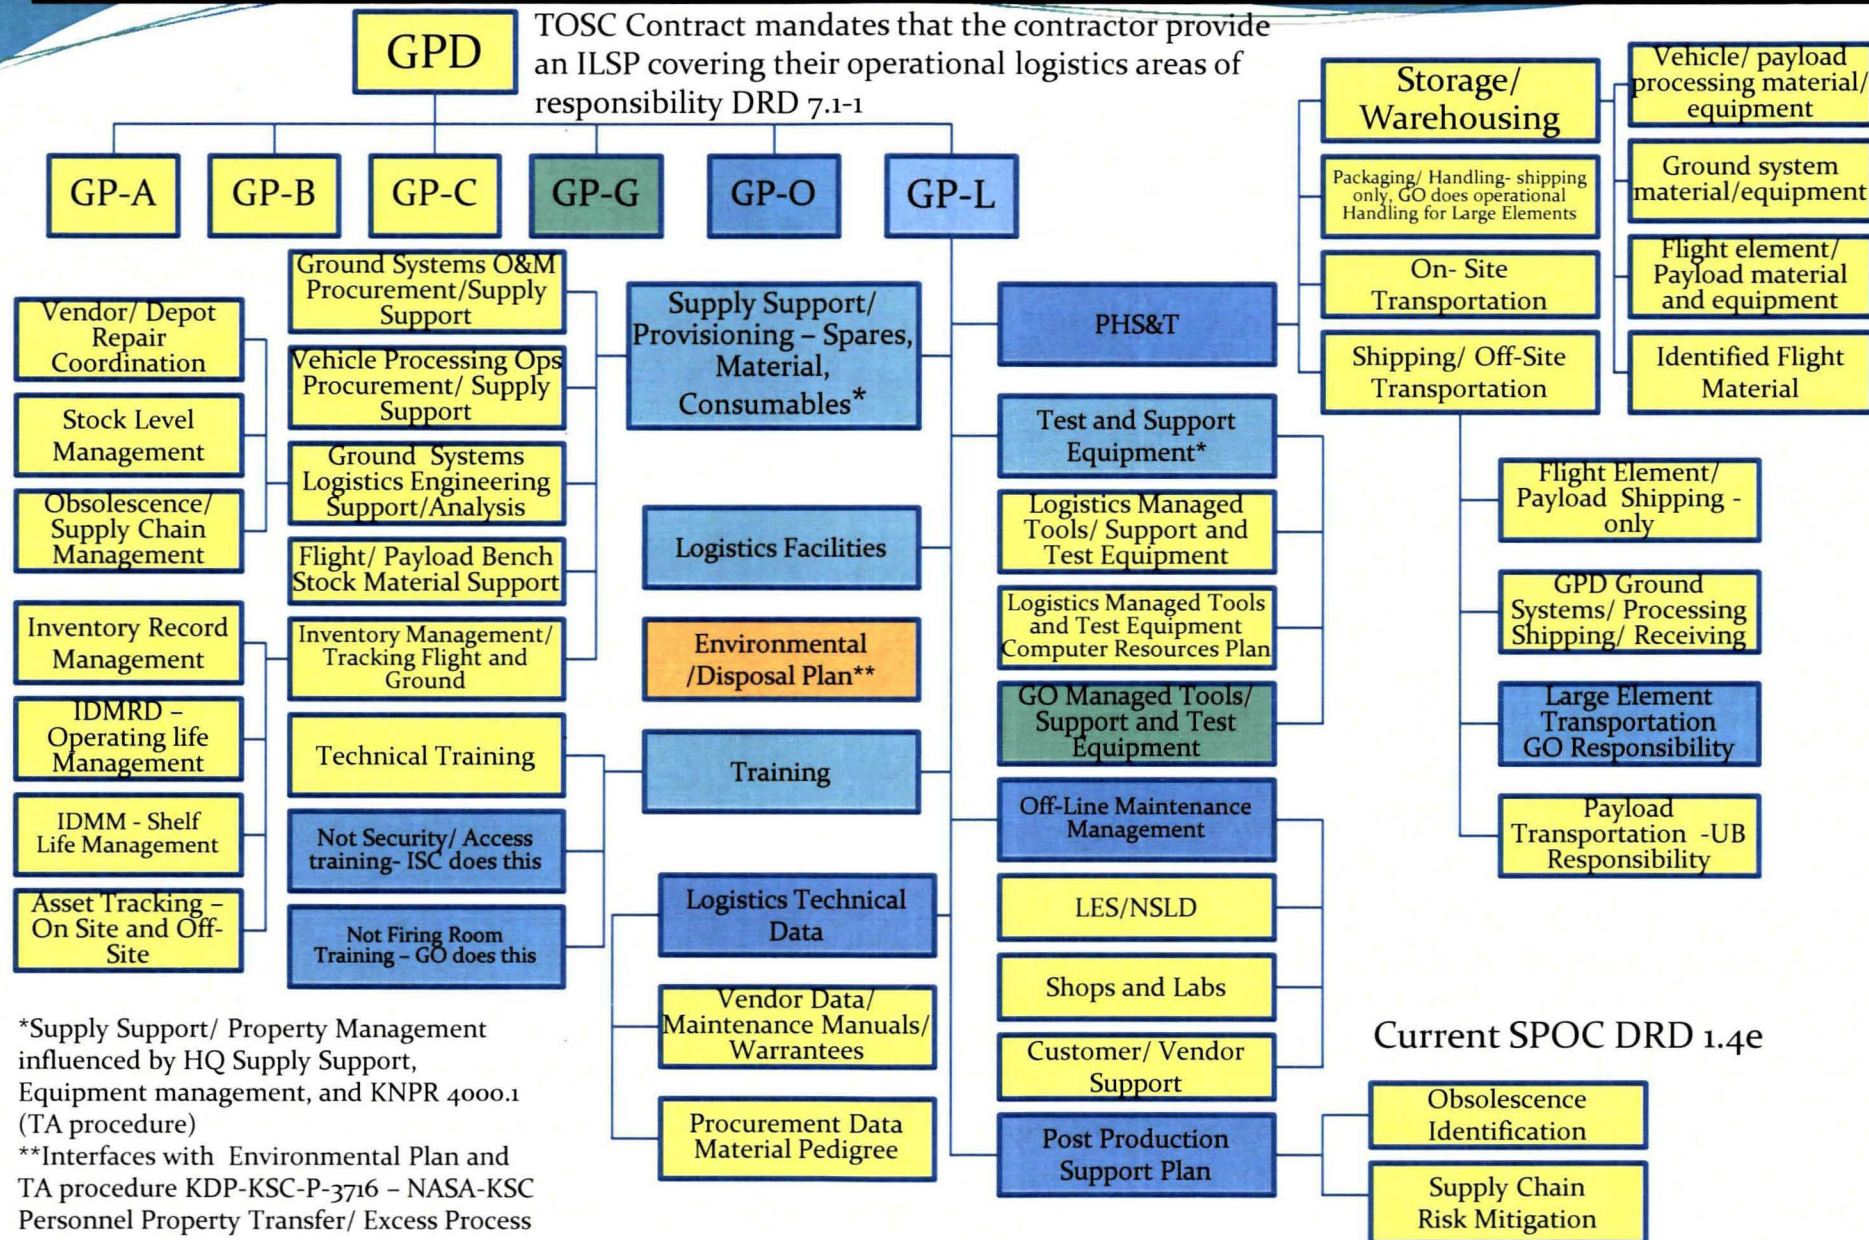 GPD
TOSC Contract mandates that the contractor provide
an ILSP covering their operational logistics areas of
responsibility DRD 7.1-1
GP-A
GP-B
GP-C
GP-G
GP-O
GP-L
Vendor/ Depot
Repair
Coordination
Stock Level
Management
Obsolescence/
Supply Chain
Management
Inventory Record
Management
IDMRD –
Operating life
Management
IDMM - Shelf
Life Management
Asset Tracking –
On Site and Off-
Site
Ground Systems O&M
Procurement/Supply
Support
Vehicle Processing Ops
Procurement/ Supply
Support
Ground Systems
Logistics Engineering
Support/Analysis
Flight/ Payload Bench
Stock Material Support
Inventory Management/
Tracking Flight and
Ground
Technical Training
Not Security/ Access
training- ISC does this
Not Firing Room
Training – GO does this
Supply Support/
Provisioning – Spares,
Material,
Consumables*
Logistics Facilities
Environmental
/Disposal Plan**
Training
Logistics Technical
Data
Vendor Data/
Maintenance Manuals/
Warrantees
Procurement Data
Material Pedigree
PHS&T
Test and Support
Equipment*
Logistics Managed
Tools/ Support and
Test Equipment
Logistics Managed Tools
and Test Equipment
Computer Resources Plan
GO Managed Tools/
Support and Test
Equipment
Off-Line Maintenance
Management
LES/NSLD
Shops and Labs
Customer/ Vendor
Support
Post Production
Support Plan
Storage/
Warehousing
Packaging/ Handling- shipping
only, GO does operational
Handling for Large Elements
On- Site
Transportation
Shipping/ Off-Site
Transportation
Vehicle/ payload
processing material/
equipment
Ground system
material/equipment
Flight element/
Payload material
and equipment
Identified Flight
Material
Flight Element/
Payload Shipping -
only
GPD Ground
Systems/ Processing
Shipping/ Receiving
Large Element
Transportation
GO Responsibility
Payload
Transportation -UB
Responsibility
Current SPOC DRD 1.4e
Obsolescence
Identification
Supply Chain
Risk Mitigation
*Supply Support/ Property Management
influenced by HQ Supply Support,
Equipment management, and KNPR 4000.1
(TA procedure)
**Interfaces with Environmental Plan and
TA procedure KDP-KSC-P-3716 – NASA-KSC
Personnel Property Transfer/ Excess Process